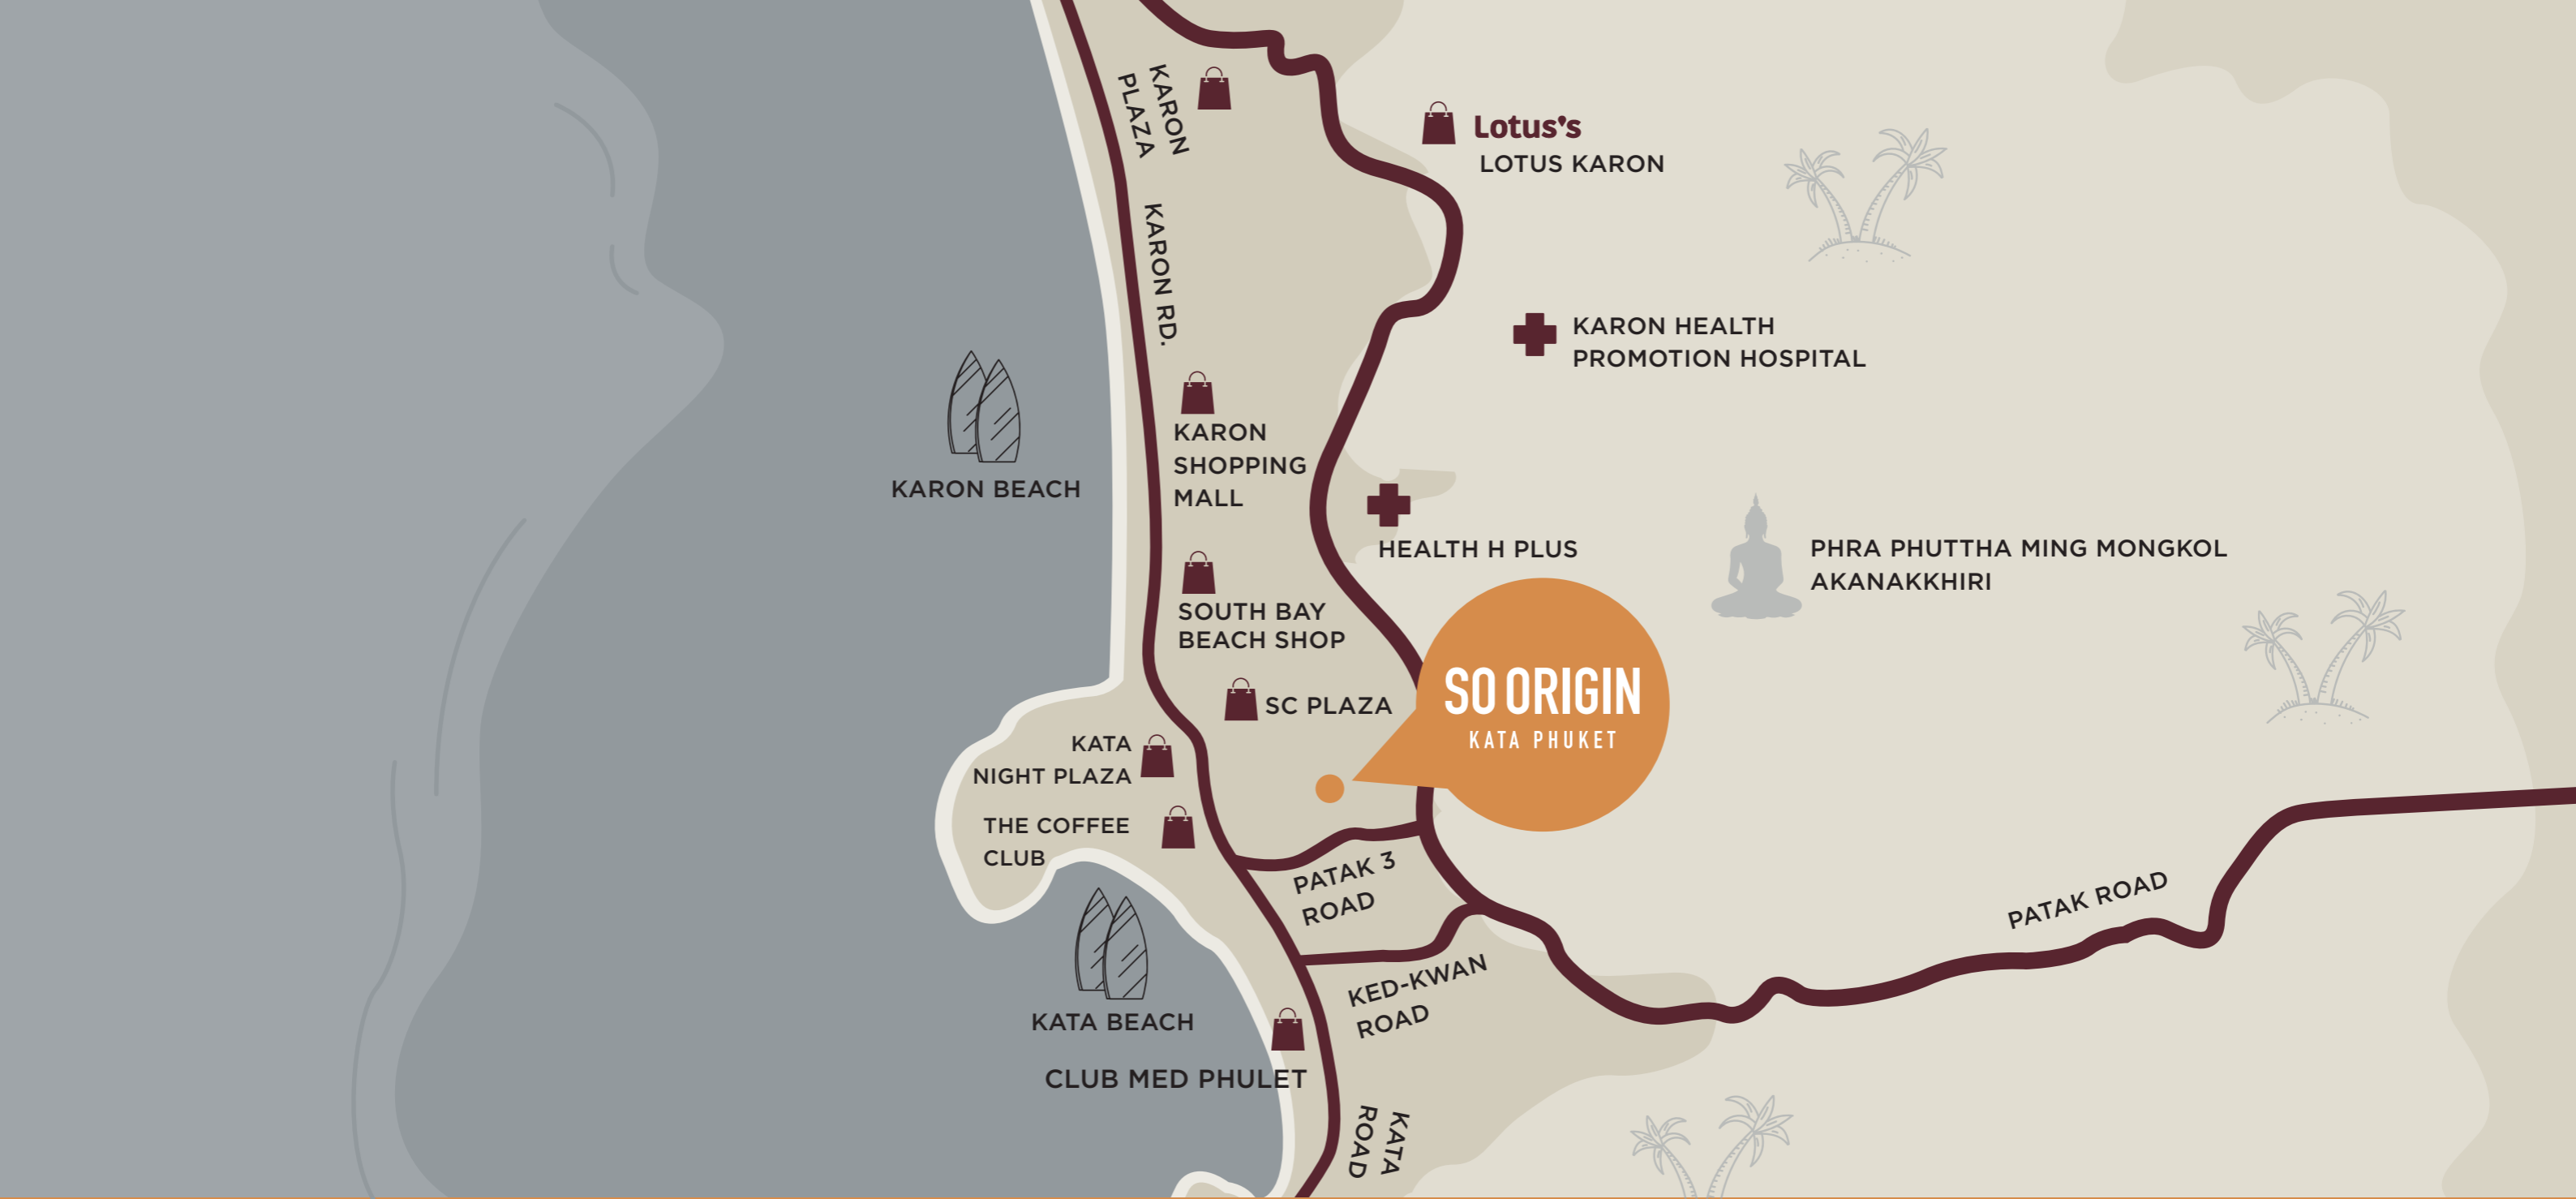 KARON
PLAZA
Lotus's
LOTUS KARON
KARON RD.
KARON HEALTH
PROMOTION HOSPITAL
KARON
SHOPPING
MALL
KARON BEACH
HEALTH H PLUS
PHRA PHUTTHA MING MONGKOL
AKANAKKHIRI
SOUTH BAY
BEACH SHOP
SC PLAZA
SO ORIGIN
KATA PHUKET
KATA
NIGHT PLAZA
THE COFFEE
CLUB
PATAK 3
ROAD
PATAK ROAD
KED-KWAN
ROAD
KATA BEACH
CLUB MED PHULET
KATA
ROAD